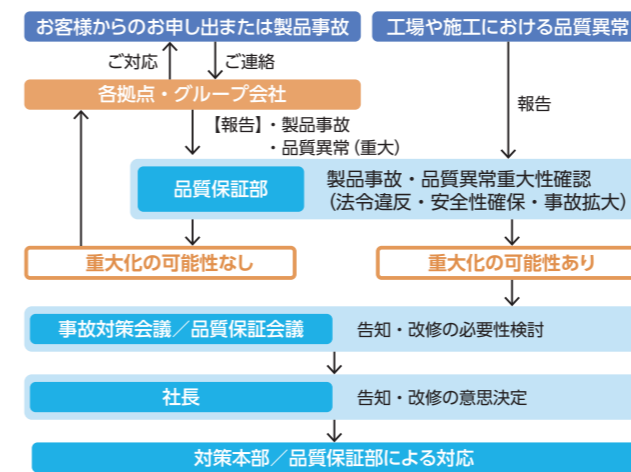 お客様からのお申し出または製品事故
工場や施工における品質異常
ご対応
ご連絡
各拠点・グループ会社
報告
【報告】・製品事故
・品質異常(重大)
品質保証部
製品事故・品質異常重大性確認
(法令違反・安全性確保・事故拡大)
重大化の可能性なし
重大化の可能性あり
事故対策会議／品質保証会議
告知・改修の必要性検討
社長
告知・改修の意思決定
対策本部／品質保証部による対応